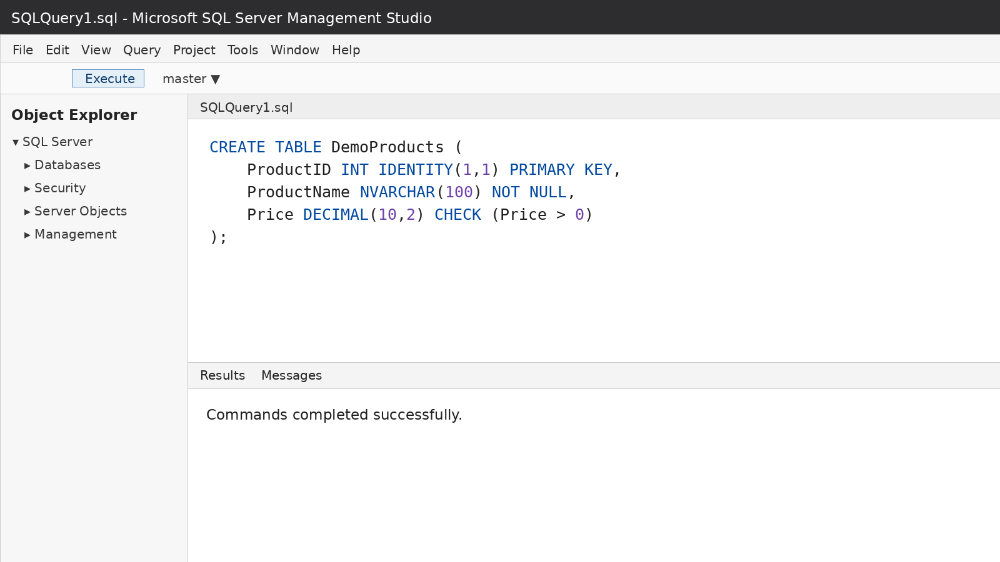 SQLQuery1.sql - Microsoft SQL Server Management Studio
File Edit View Query Project Tools Window Help
Execute master ▼
Object Explorer
▾ SQL Server
▸ Databases
▸ Security
▸ Server Objects
▸ Management
SQLQuery1.sql
CREATE TABLE DemoProducts (
    ProductID INT IDENTITY(1,1) PRIMARY KEY,
    ProductName NVARCHAR(100) NOT NULL,
    Price DECIMAL(10,2) CHECK (Price > 0)
);
Results Messages
Commands completed successfully.